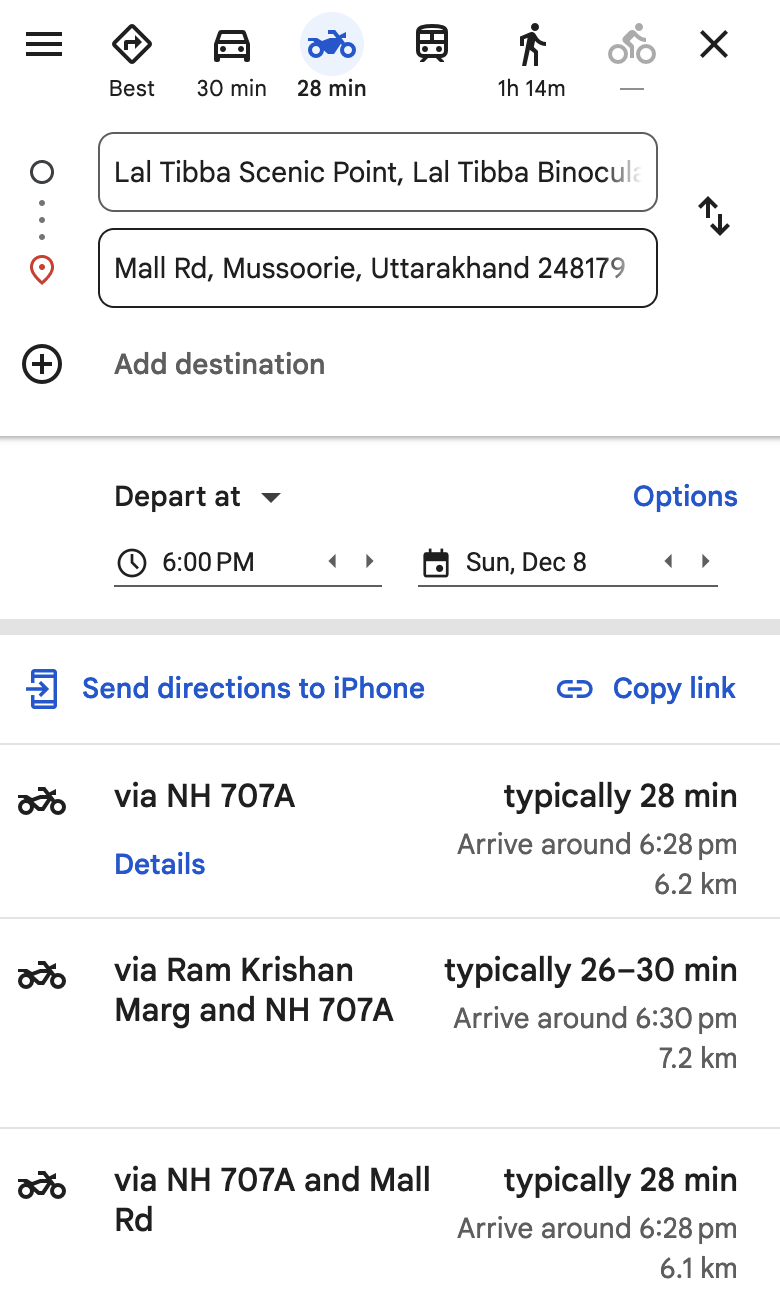 Best
30 min
28 min
1h 14m
—
Lal Tibba Scenic Point, Lal Tibba Binocula
Mall Rd, Mussoorie, Uttarakhand 248179
Add destination
Depart at
Options
6:00 PM
Sun, Dec 8
Send directions to iPhone
Copy link
via NH 707A
typically 28 min
Arrive around 6:28 pm
Details
6.2 km
via Ram Krishan
Marg and NH 707A
typically 26–30 min
Arrive around 6:30 pm
7.2 km
via NH 707A and Mall
Rd
typically 28 min
Arrive around 6:28 pm
6.1 km